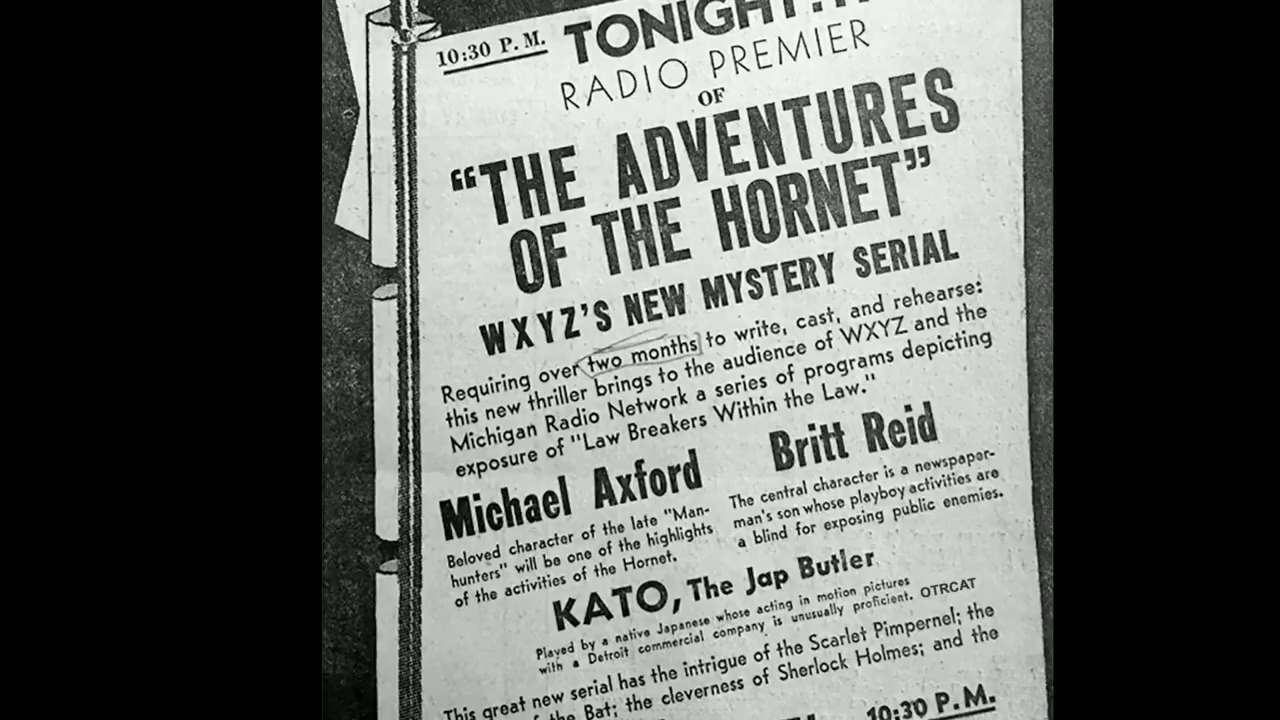 10:30 P. M.
TONIGHT!
RADIO PREMIER
OF
“THE ADVENTURES
OF THE HORNET”
WXYZ'S NEW MYSTERY SERIAL
Requiring over two months to write, cast, and rehearse:
this new thriller brings to the audience of WXYZ and the
Michigan Radio Network a series of programs depicting
exposure of "Law Breakers Within the Law."
Michael Axford
Beloved character of the late "Man-
hunters" will be one of the highlights
of the activities of the Hornet.
Britt Reid
The central character is a newspaper-
man's son whose playboy activities are
a blind for exposing public enemies.
KATO, The Jap Butler
Played by a native Japanese whose acting in motion pictures
with a Detroit commercial company is unusually proficient. OTRCAT
This great new serial has the intrigue of the Scarlet Pimpernel; the
of the Bat; the cleverness of Sherlock Holmes; and the
10:30 P. M.